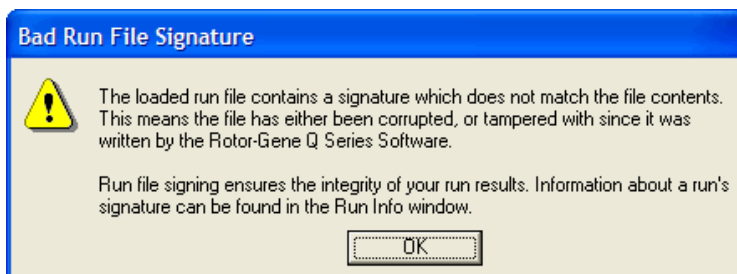 Bad Run File Signature
The loaded run file contains a signature which does not match the file contents.
This means the file has either been corrupted, or tampered with since it was
written by the Rotor-Gene Q Series Software.
Run file signing ensures the integrity of your run results. Information about a run's
signature can be found in the Run Info window.
OK